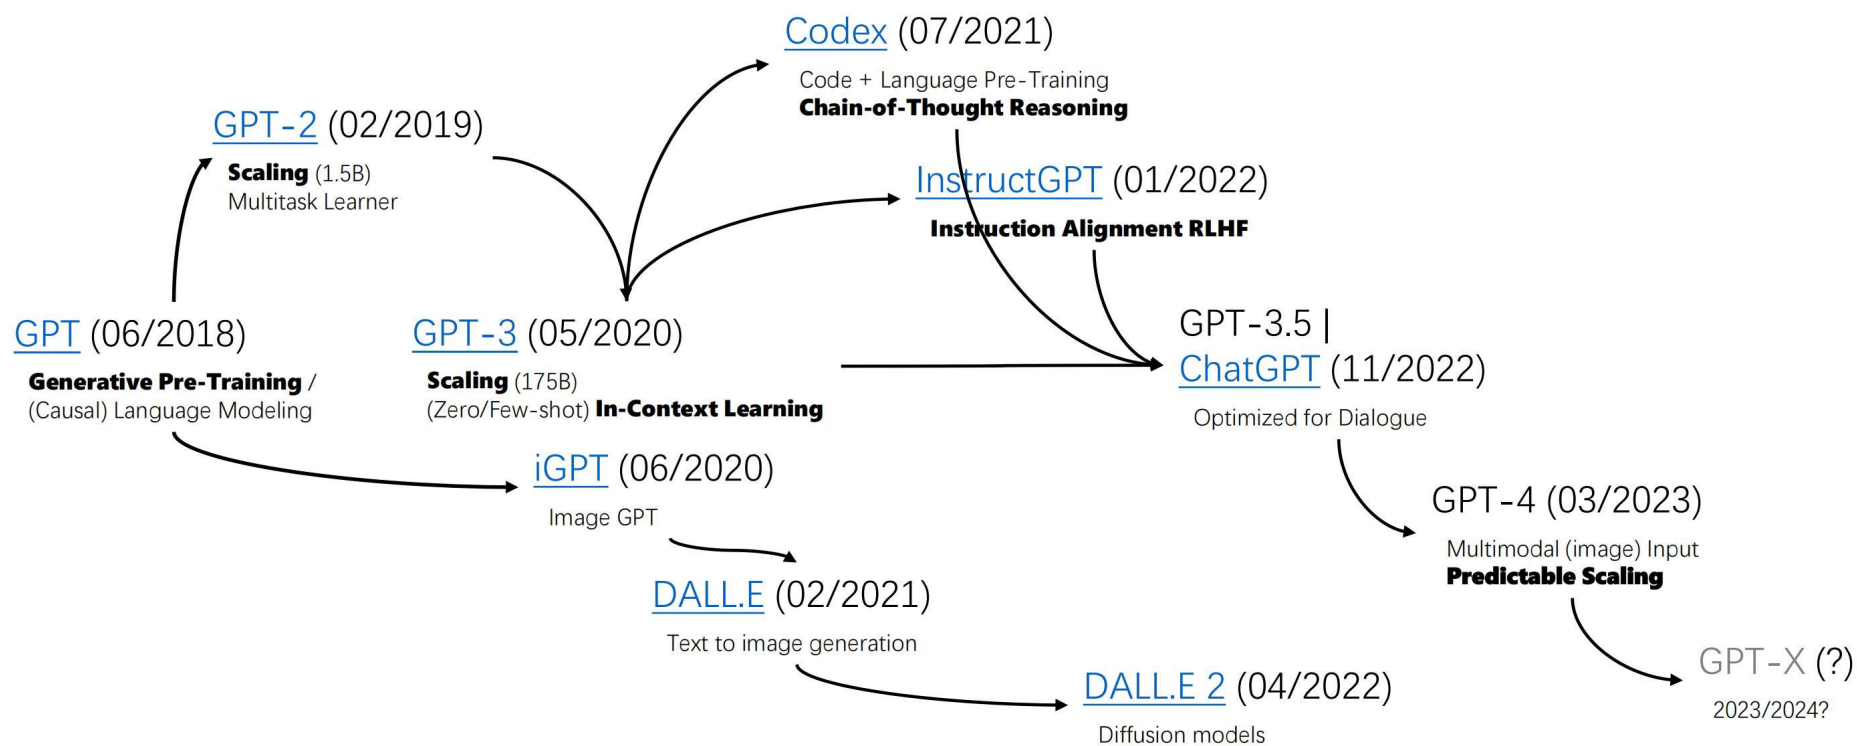 Codex (07/2021)
Code + Language Pre-Training
Chain-of-Thought Reasoning
GPT-2 (02/2019)
Scaling (1.5B)
Multitask Learner
InstructGPT (01/2022)
Instruction Alignment RLHF
GPT (06/2018)
Generative Pre-Training /
(Causal) Language Modeling
GPT-3 (05/2020)
Scaling (175B)
(Zero/Few-shot) In-Context Learning
GPT-3.5 |
ChatGPT (11/2022)
Optimized for Dialogue
iGPT (06/2020)
Image GPT
GPT-4 (03/2023)
Multimodal (image) Input
Predictable Scaling
DALL.E (02/2021)
Text to image generation
DALL.E 2 (04/2022)
Diffusion models
GPT-X (?)
2023/2024?